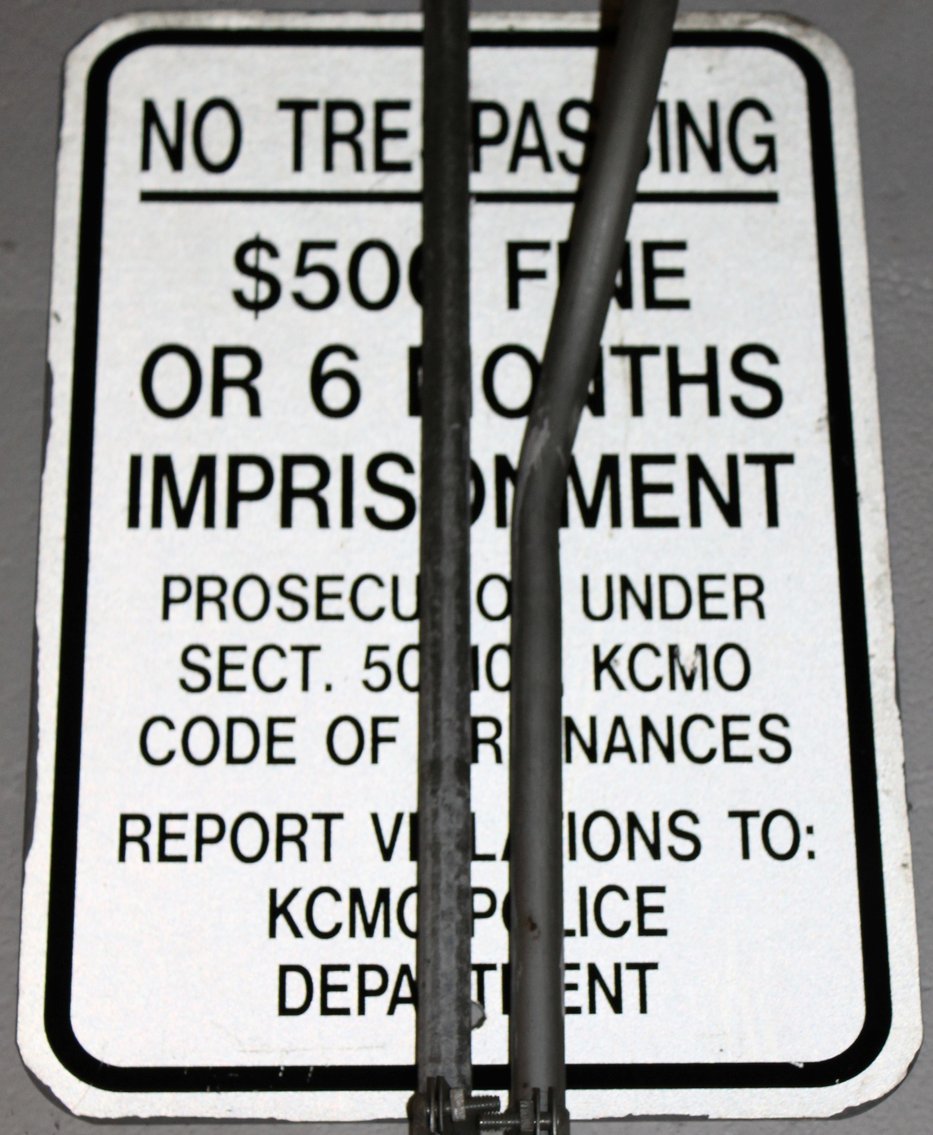 NO TRESPASSING
$500 FINE
OR 6 MONTHS
IMPRISONMENT
PROSECUTION UNDER
SECT. KCMO
CODE OF ORDINANCES
REPORT VIOLATIONS TO:
KCMO POLICE
DEPARTMENT